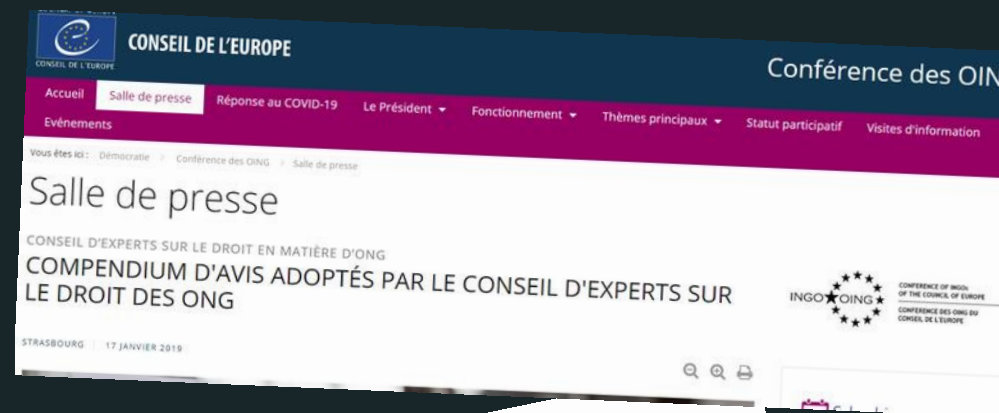 CONSEIL DE L'EUROPE
CONSEIL DE L'EUROPE
Conférence des OIN
Accueil
Salle de presse
Réponse au COVID-19
Le Président
Fonctionnement
Thèmes principaux
Statut participatif
Visites d'information
Evénements
Vous êtes ici : Démocratie > Conférence des OING > Salle de presse
Salle de presse
CONSEIL D'EXPERTS SUR LE DROIT EN MATIÈRE D'ONG
COMPENDIUM D'AVIS ADOPTÉS PAR LE CONSEIL D'EXPERTS SUR
LE DROIT DES ONG
INGO OING
CONFERENCE OF INGOs
OF THE COUNCIL OF EUROPE
CONFERENCE DES OING DU
CONSEIL DE L'EUROPE
STRASBOURG 17 JANVIER 2019